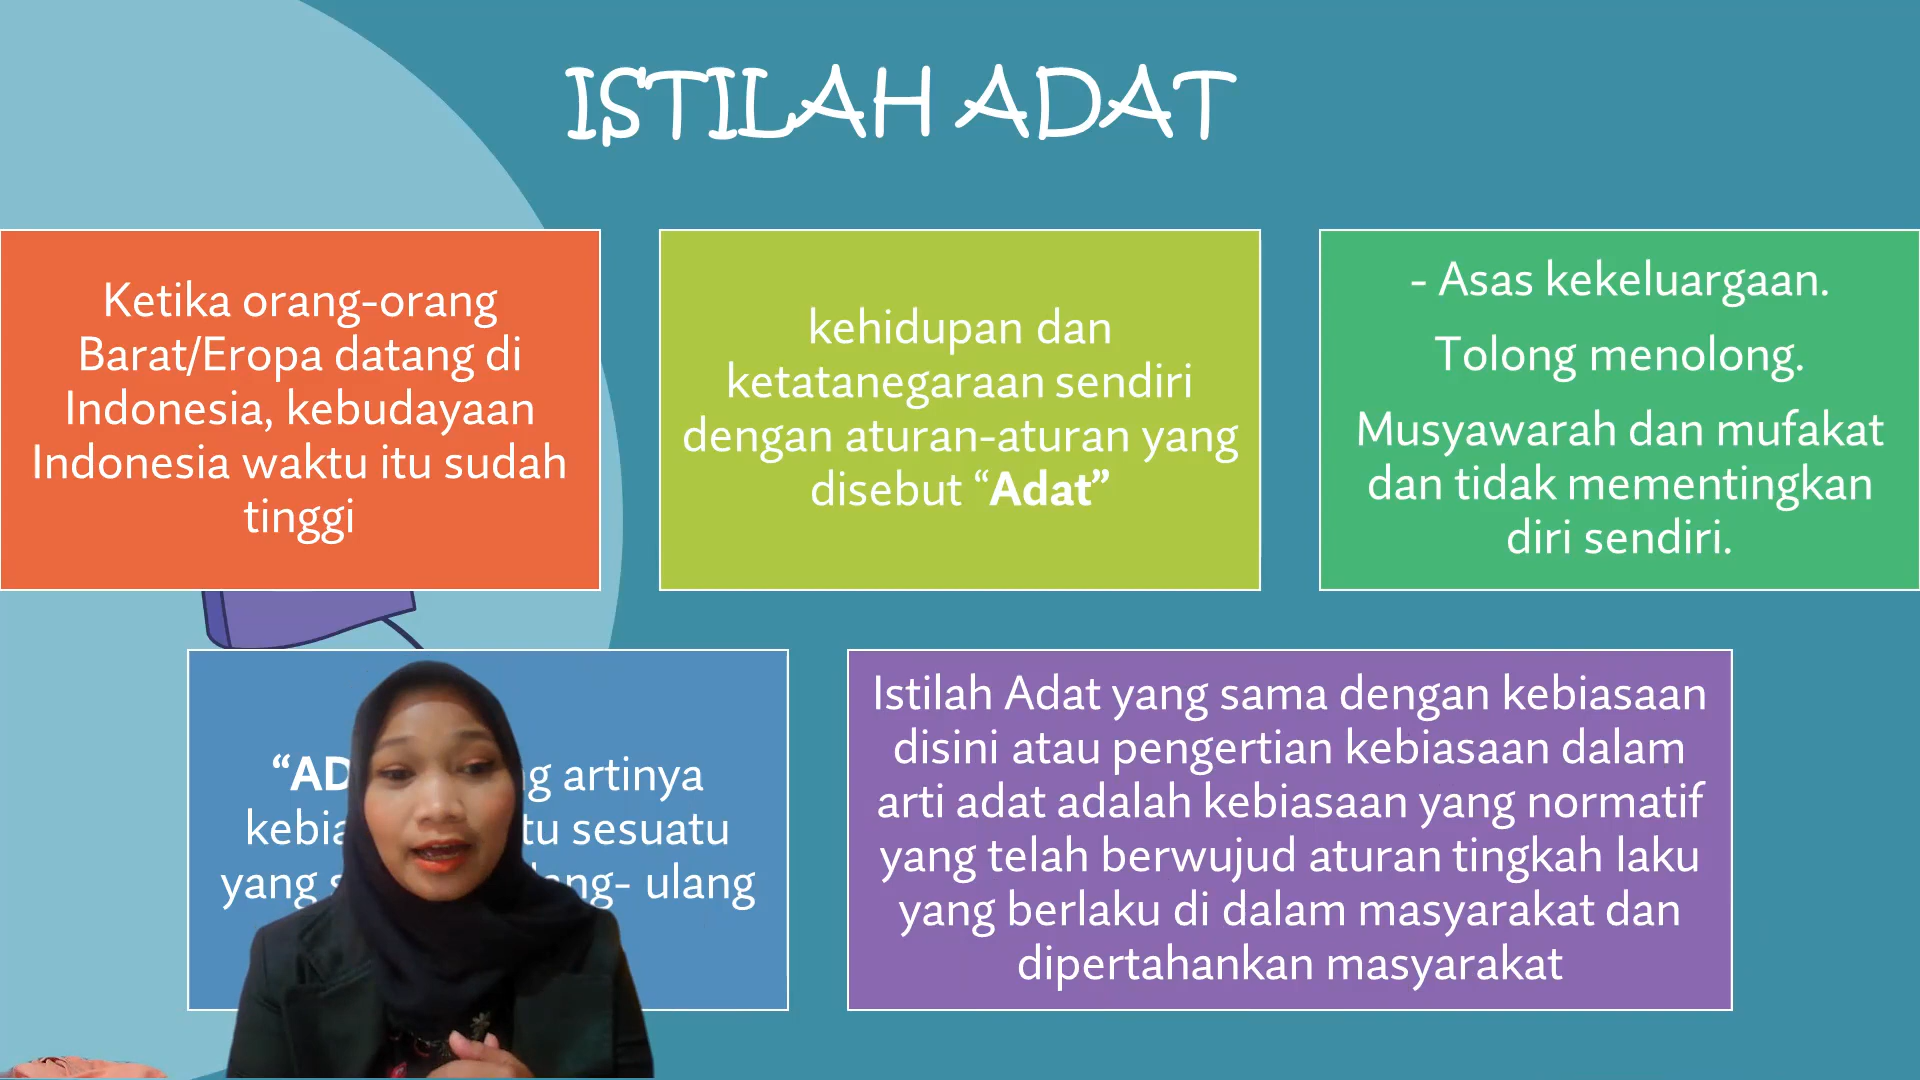 ISTILAH ADAT
Ketika orang-orang
Barat/Eropa datang di
Indonesia, kebudayaan
Indonesia waktu itu sudah
tinggi
kehidupan dan
ketatanegaraan sendiri
dengan aturan-aturan yang
disebut “Adat”
- Asas kekeluargaan.
Tolong menolong.
Musyawarah dan mufakat
dan tidak mementingkan
diri sendiri.
artinya
sesuatu
yang ulang
Istilah Adat yang sama dengan kebiasaan
disini atau pengertian kebiasaan dalam
arti adat adalah kebiasaan yang normatif
yang telah berwujud aturan tingkah laku
yang berlaku di dalam masyarakat dan
dipertahankan masyarakat